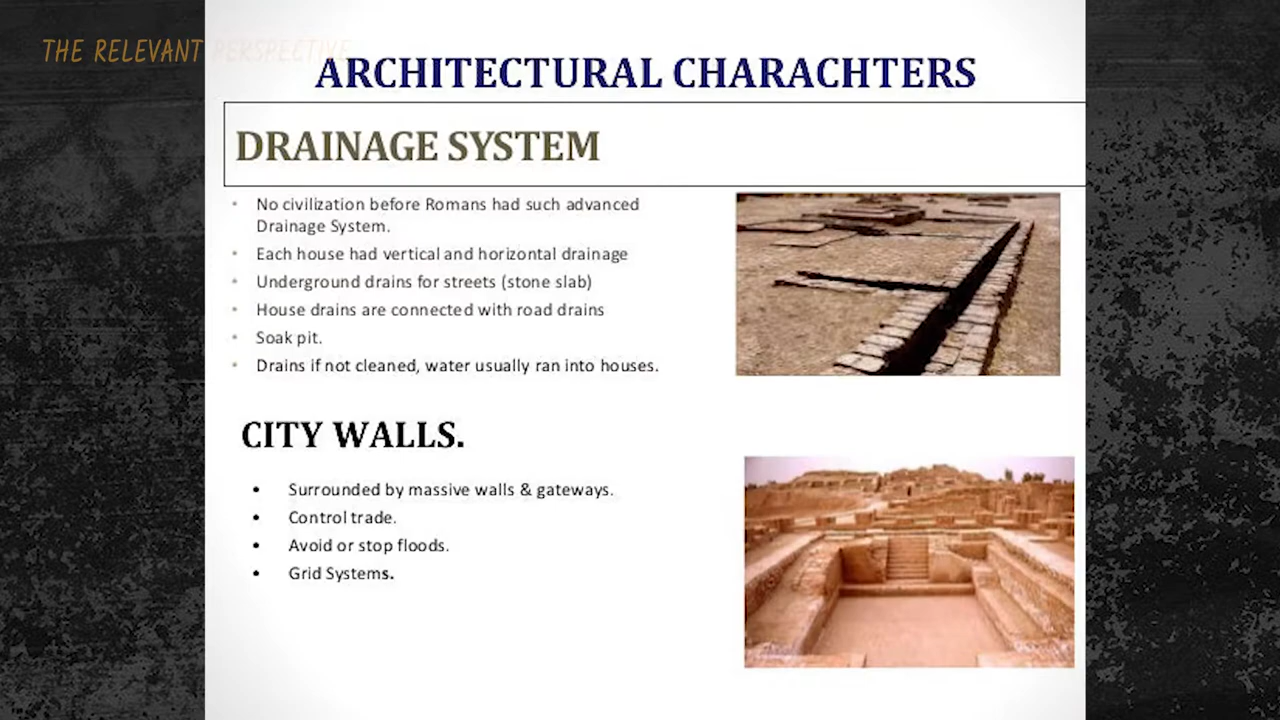 THE RELEVANT PERSPECTIVE
ARCHITECTURAL CHARACHTERS
DRAINAGE SYSTEM
• No civilization before Romans had such advanced
Drainage System.
• Each house had vertical and horizontal drainage
• Underground drains for streets (stone slab)
• House drains are connected with road drains
• Soak pit.
• Drains if not cleaned, water usually ran into houses.
CITY WALLS.
• Surrounded by massive walls & gateways.
• Control trade.
• Avoid or stop floods.
• Grid Systems.